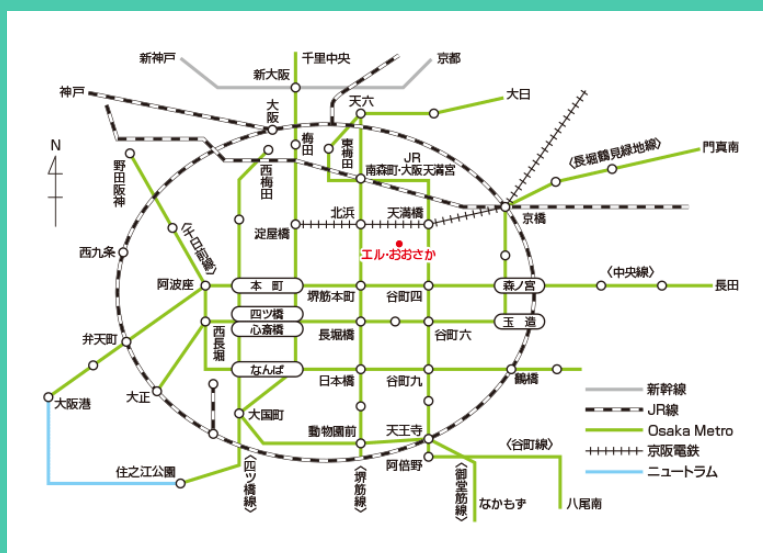 新神戸
千里中央
京都
新大阪
神戸
大阪
天六
大日
N
梅田
東梅田
JR
南森町・大阪天満宮
〈長堀鶴見緑地線〉
門真南
野田阪神
西梅田
京橋
淀屋橋
北浜
天満橋
エル・おおさか
西九条
〈千日前線〉
阿波座
本町
堺筋本町
谷町四
森ノ宮
〈中央線〉
長田
四ツ橋
心斎橋
長堀橋
谷町六
玉造
弁天町
西長堀
なんば
日本橋
谷町九
鶴橋
大阪港
大正
大国町
動物園前
天王寺
阿倍野
〈谷町線〉
住之江公園
〈四ツ橋線〉
〈堺筋線〉
〈御堂筋線〉
なかもず
八尾南
新幹線
JR線
Osaka Metro
京阪電鉄
ニュートラム